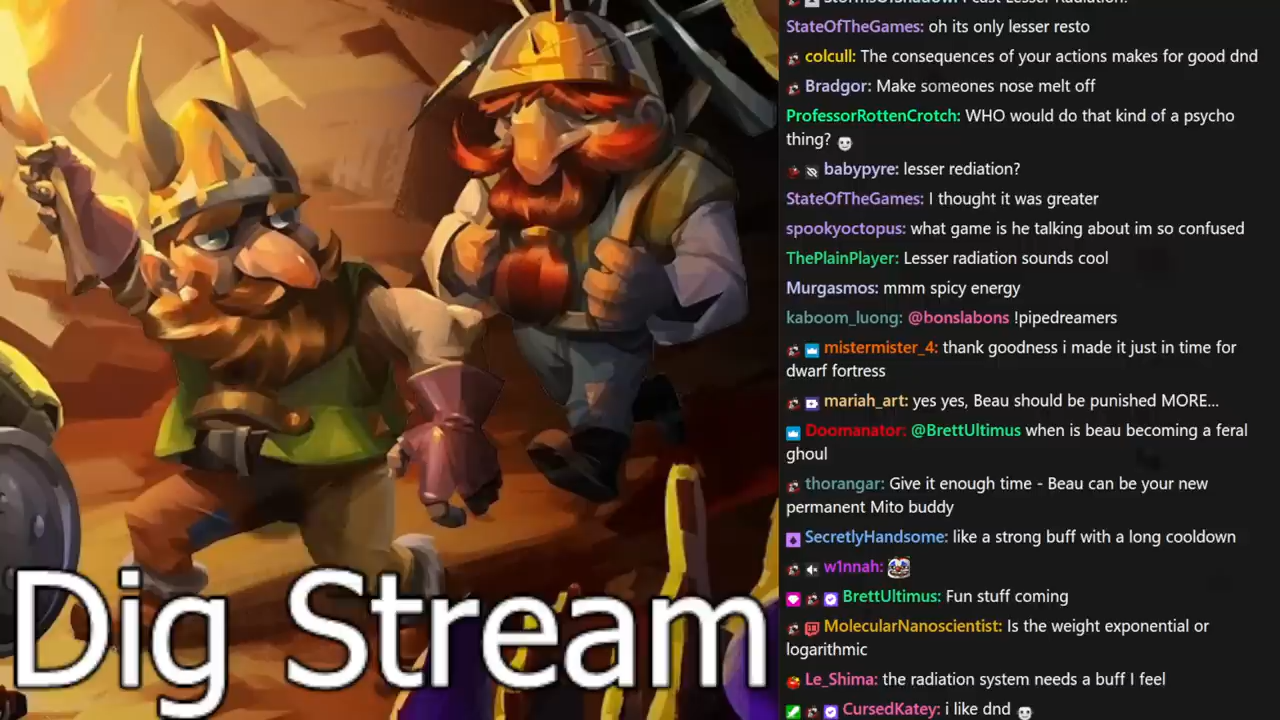 StateOfTheGames: oh its only lesser resto
colcull: The consequences of your actions makes for good dnd
Bradgor: Make someones nose melt off
ProfessorRottenCrotch: WHO would do that kind of a psycho
thing?
babypyre: lesser rediation?
StateOfTheGames: I thought it was greater
spookyoctopus: what game is he talking about im so confused
ThePlainPlayer: Lesser radiation sounds cool
Murgasmos: mmm spicy energy
kaboom_luong: @bonslabons !pipedreamers
mistermister_4: thank goodness i made it just in time for
dwarf fortress
mariah_art: yes yes, Beau should be punished MORE...
Doomanator: @BrettUltimus when is beau becoming a feral
ghoul
thorangar: Give it enough time - Beau can be your new
permanent Mito buddy
SecretlyHandsome: like a strong buff with a long cooldown
w1nnah:
BrettUltimus: Fun stuff coming
MolecularNanoscientist: Is the weight exponential or
logarithmic
Le_Shima: the radiation system needs a buff I feel
CursedKatey: i like dnd
Dig Stream